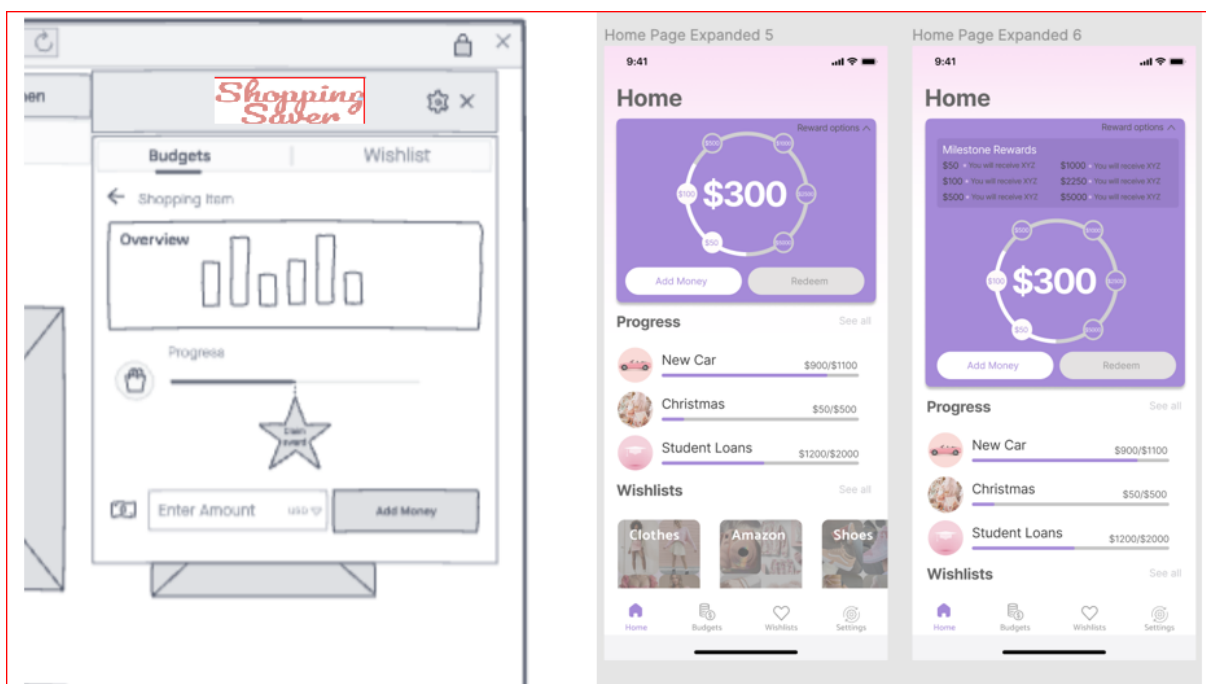 Shopping
Saver
Budgets
Wishlist
Shopping Item
Overview
Progress
Enter Amount
USD
Add Money
Home Page Expanded 5
9:41
Home
Reward options
$500
$1000
$100
$300
$50
Add Money
Redeem
Progress
See all
New Car
$900/$1100
Christmas
$50/$500
Student Loans
$1200/$2000
Wishlists
See all
Clothes
Amazon
Shoes
Home
Budgets
Wishlists
Settings
Home Page Expanded 6
9:41
Home
Reward options
Milestone Rewards
$50 • You will receive XYZ
$1000 • You will receive XYZ
$100 • You will receive XYZ
$2250 • You will receive XYZ
$500 • You will receive XYZ
$5000 • You will receive XYZ
$100
$300
$50
Add Money
Redeem
Progress
See all
New Car
$900/$1100
Christmas
$50/$500
Student Loans
$1200/$2000
Wishlists
See all
Home
Budgets
Wishlists
Settings